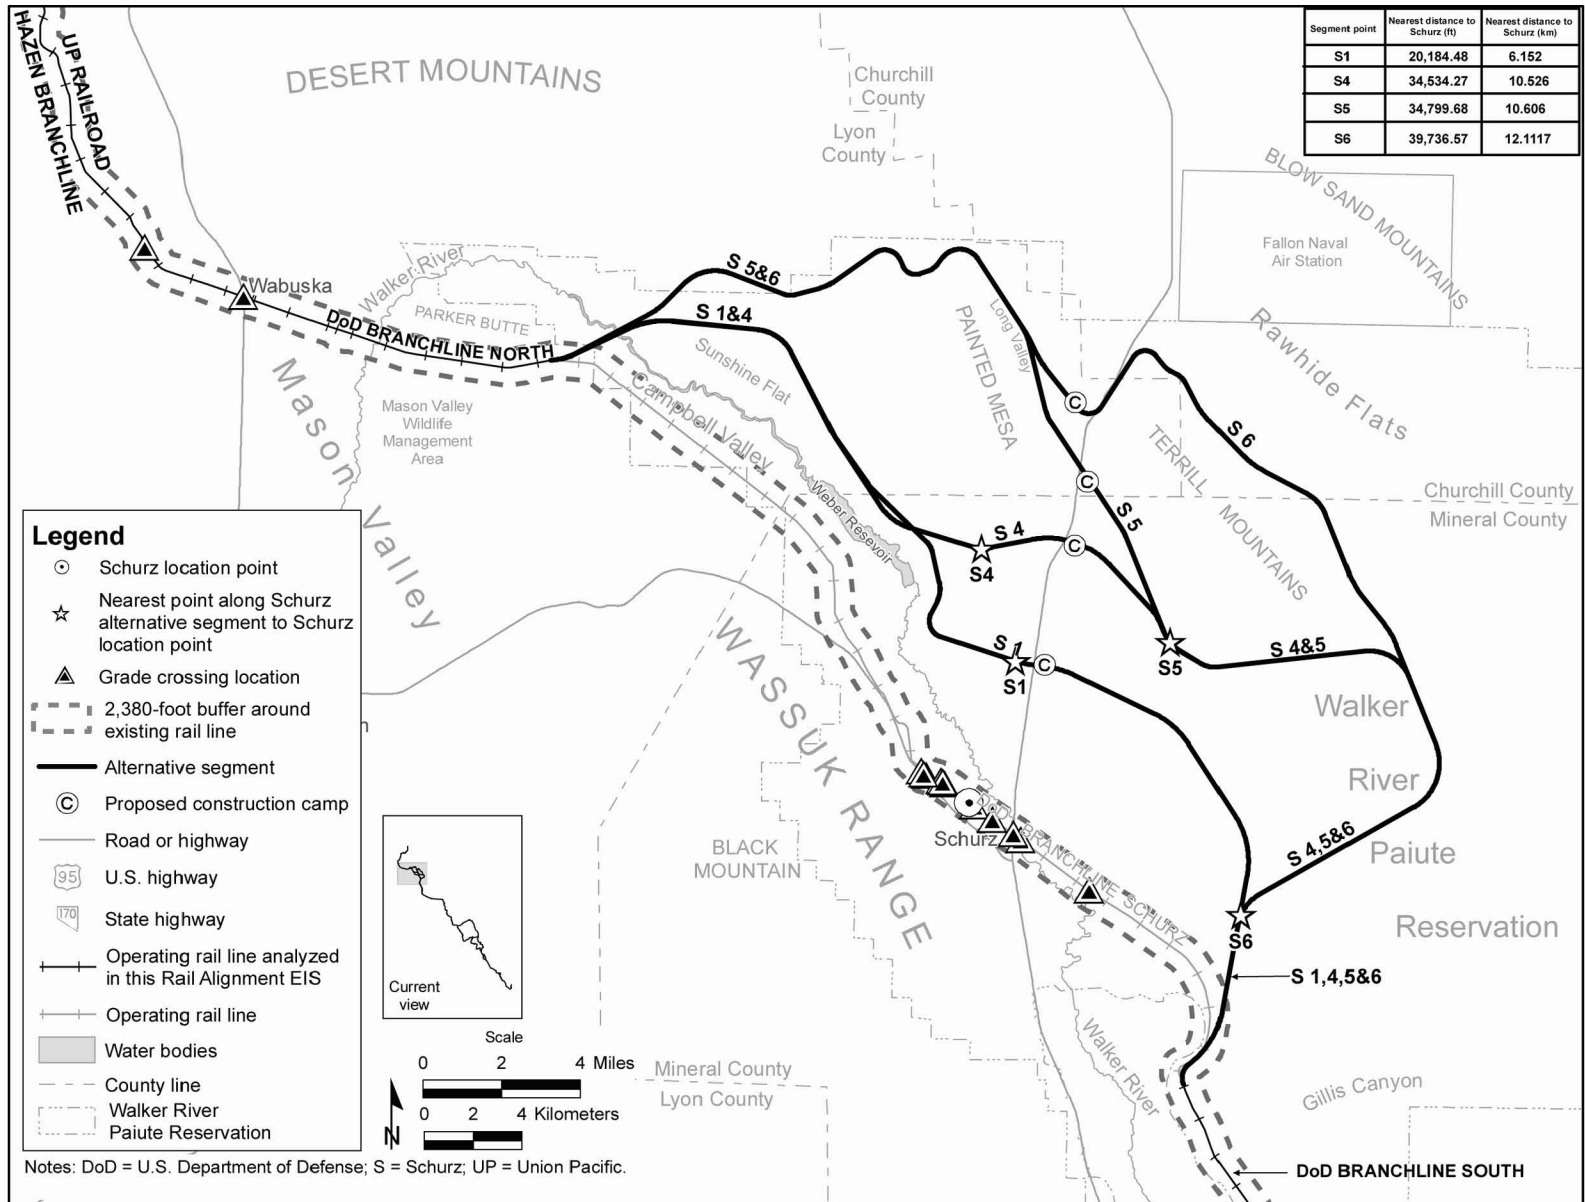 Segment point
Nearest distance to
Schurz (ft)
Nearest distance to
Schurz (km)
S1 20,184.48 6.152
S4 34,534.27 10.526
S5 34,799.68 10.606
S6 39,736.57 12.1117
HAZEN BRANCHLINE
UP RAILROAD
DESERT MOUNTAINS
Churchill
County
Lyon
County
BLOW SAND MOUNTAINS
Fallon Naval
Air Station
Rawhide Flats
Wabuska
Walker River
PARKER BUTTE
DoD BRANCHLINE NORTH
S 5&6
S 1&4
Sunshine Flat
Campbell Valley
Long Valley
PAINTED MESA
C
S 6
TERRILL MOUNTAINS
Mason Valley
Mason Valley
Wildlife
Management
Area
Weber Resevoir
C
S 5
Churchill County
Mineral County
S 4
C
S4
S 1
C
S1
S5
S 4&5
WASSUK RANGE
Walker
River
Paiute
Reservation
Schurz
DoD BRANCHLINE SCHURZ
BLACK
MOUNTAIN
S 4,5&6
S6
S 1,4,5&6
Walker River
Gillis Canyon
Mineral County
Lyon County
DoD BRANCHLINE SOUTH
n
Legend
Schurz location point
Nearest point along Schurz
alternative segment to Schurz
location point
Grade crossing location
2,380-foot buffer around
existing rail line
Alternative segment
C Proposed construction camp
Road or highway
95 U.S. highway
170 State highway
Operating rail line analyzed
in this Rail Alignment EIS
Operating rail line
Water bodies
County line
Walker River
Paiute Reservation
Current
view
Scale
0 2 4 Miles
0 2 4 Kilometers
N
Notes: DoD = U.S. Department of Defense; S = Schurz; UP = Union Pacific.